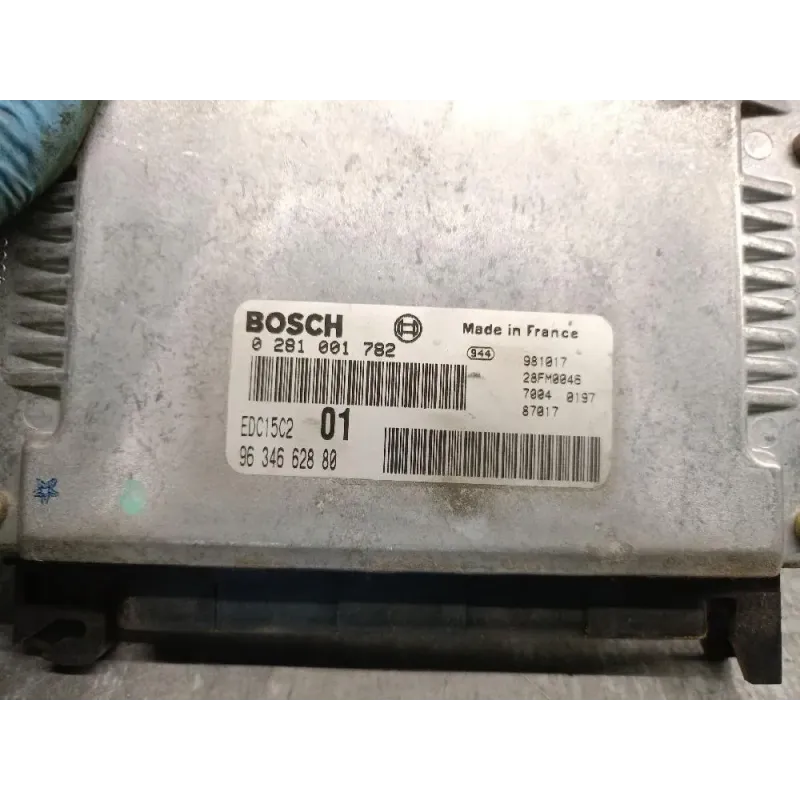 BOSCH
Made in France
0 281 001 782
944
981017
28FM0046
7004 0197
87017
EDC15C2 01
96 346 628 80